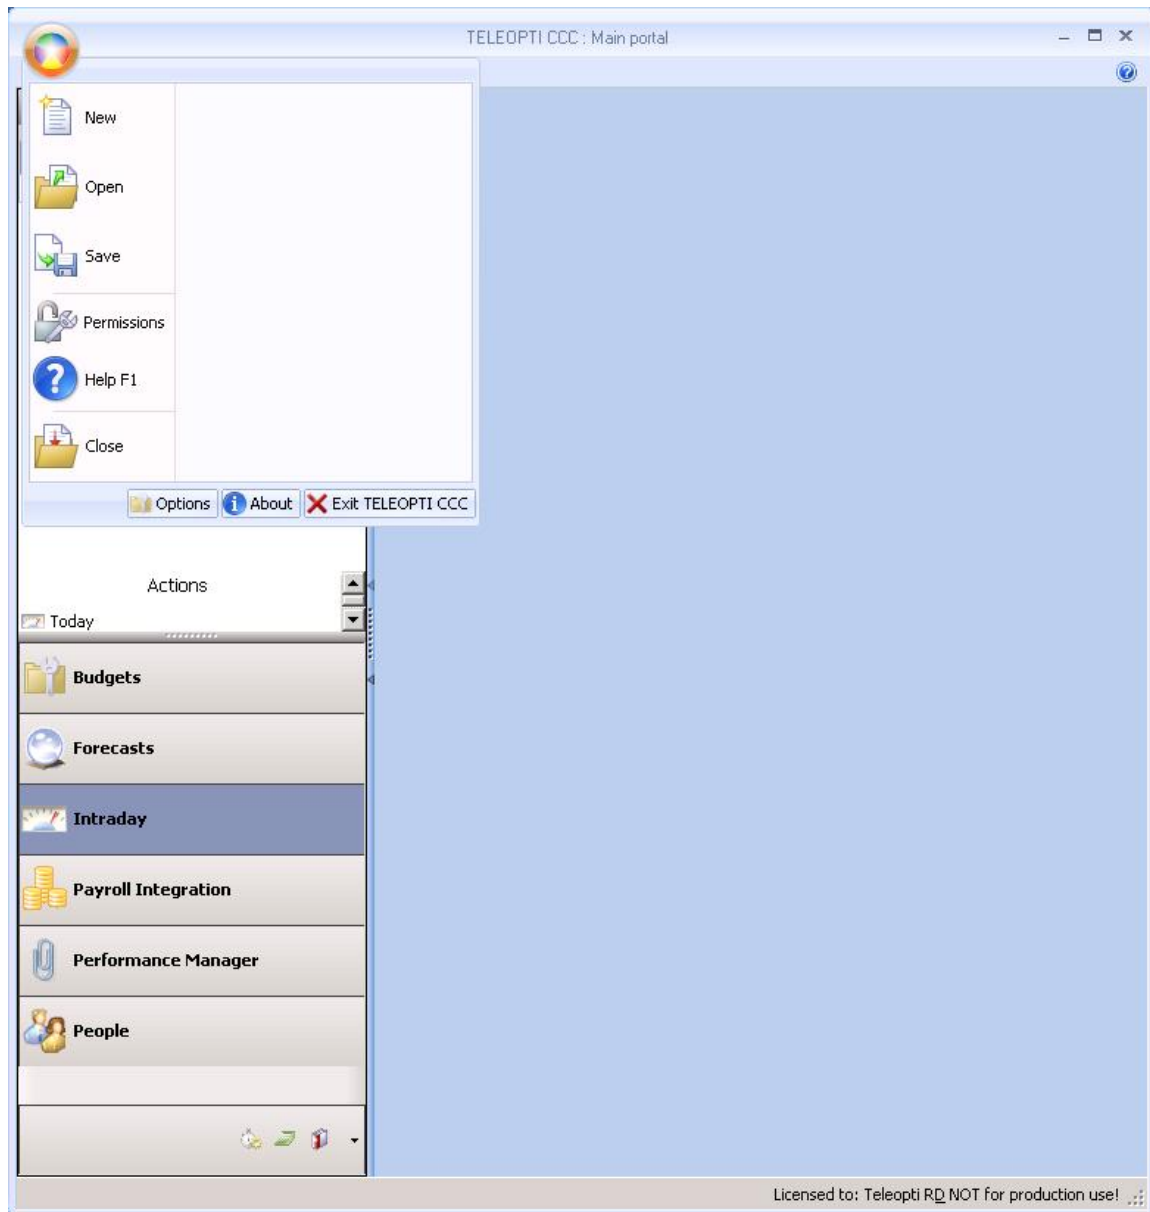 TELEOPTI CCC : Main portal
New
Open
Save
Permissions
Help F1
Close
Options About Exit TELEOPTI CCC
Actions
Today
Budgets
Forecasts
Intraday
Payroll Integration
Performance Manager
People
Licensed to: Teleopti RD NOT for production use!